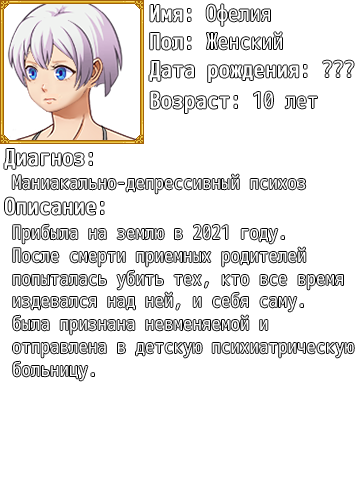 Имя: Офелия
Пол: Женский
Дата рождения: ???
Возраст: 10 лет
Диагноз:
Маниакально-депрессивный психоз
Описание:
Прибыла на землю в 2021 году.
После смерти приемных родителей
попыталась убить тех, кто все время
издевался над ней, и себя саму.
была признана невменяемой и
отправлена в детскую психиатрическую
больницу.